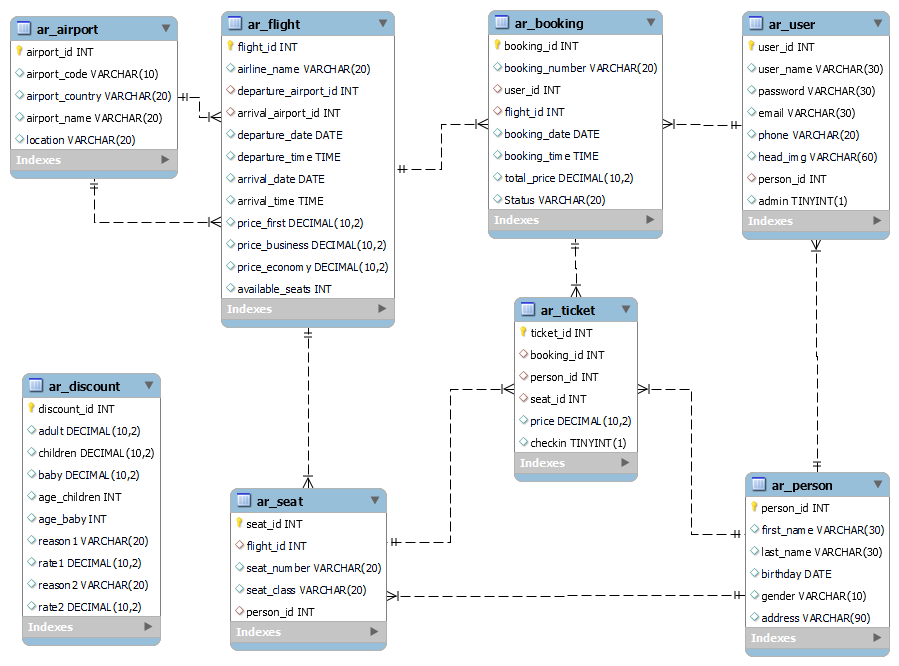 ar_airport
airport_id INT
airport_code VARCHAR(10)
airport_country VARCHAR(20)
airport_name VARCHAR(20)
location VARCHAR(20)
Indexes
ar_flight
flight_id INT
airline_name VARCHAR(20)
departure_airport_id INT
arrival_airport_id INT
departure_date DATE
departure_time TIME
arrival_date DATE
arrival_time TIME
price_first DECIMAL(10,2)
price_business DECIMAL(10,2)
price_economy DECIMAL(10,2)
available_seats INT
Indexes
ar_booking
booking_id INT
booking_number VARCHAR(20)
user_id INT
flight_id INT
booking_date DATE
booking_time TIME
total_price DECIMAL(10,2)
Status VARCHAR(20)
Indexes
ar_user
user_id INT
user_name VARCHAR(30)
password VARCHAR(30)
email VARCHAR(30)
phone VARCHAR(20)
head_img VARCHAR(60)
person_id INT
admin TINYINT(1)
Indexes
ar_ticket
ticket_id INT
booking_id INT
person_id INT
seat_id INT
price DECIMAL(10,2)
checkin TINYINT(1)
Indexes
ar_discount
discount_id INT
adult DECIMAL(10,2)
children DECIMAL(10,2)
baby DECIMAL(10,2)
age_children INT
age_baby INT
reason1 VARCHAR(20)
rate1 DECIMAL(10,2)
reason2 VARCHAR(20)
rate2 DECIMAL(10,2)
Indexes
ar_seat
seat_id INT
flight_id INT
seat_number VARCHAR(20)
seat_class VARCHAR(20)
person_id INT
Indexes
ar_person
person_id INT
first_name VARCHAR(30)
last_name VARCHAR(30)
birthday DATE
gender VARCHAR(10)
address VARCHAR(90)
Indexes